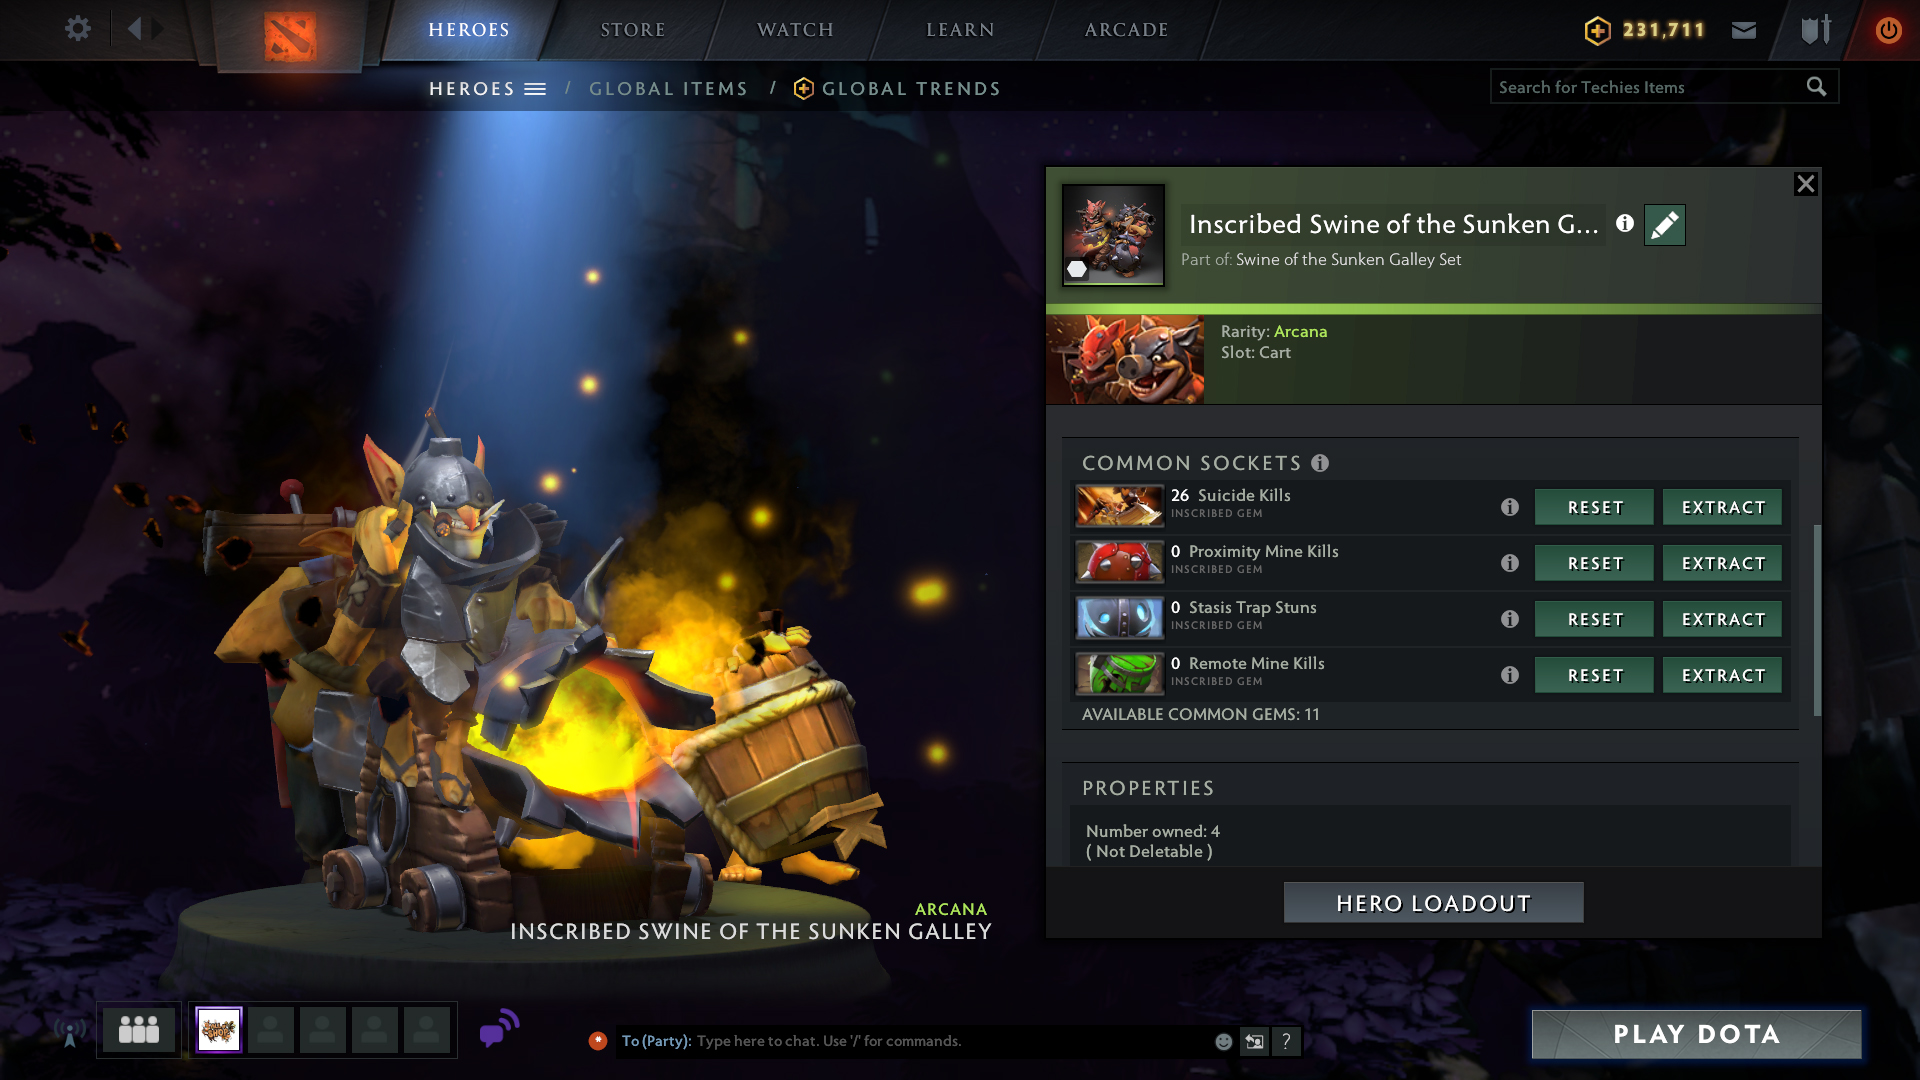 HEROES
STORE
WATCH
LEARN
ARCADE
231,711
HEROES / GLOBAL ITEMS / GLOBAL TRENDS
Search for Techies Items
Inscribed Swine of the Sunken G...
Part of: Swine of the Sunken Galley Set
Rarity: Arcana
Slot: Cart
COMMON SOCKETS
26 Suicide Kills
INSCRIBED GEM
RESET
EXTRACT
0 Proximity Mine Kills
INSCRIBED GEM
RESET
EXTRACT
0 Stasis Trap Stuns
INSCRIBED GEM
RESET
EXTRACT
0 Remote Mine Kills
INSCRIBED GEM
RESET
EXTRACT
AVAILABLE COMMON GEMS: 11
PROPERTIES
Number owned: 4
( Not Deletable )
HERO LOADOUT
ARCANA
INSCRIBED SWINE OF THE SUNKEN GALLEY
To (Party): Type here to chat. Use '/' for commands.
?
PLAY DOTA